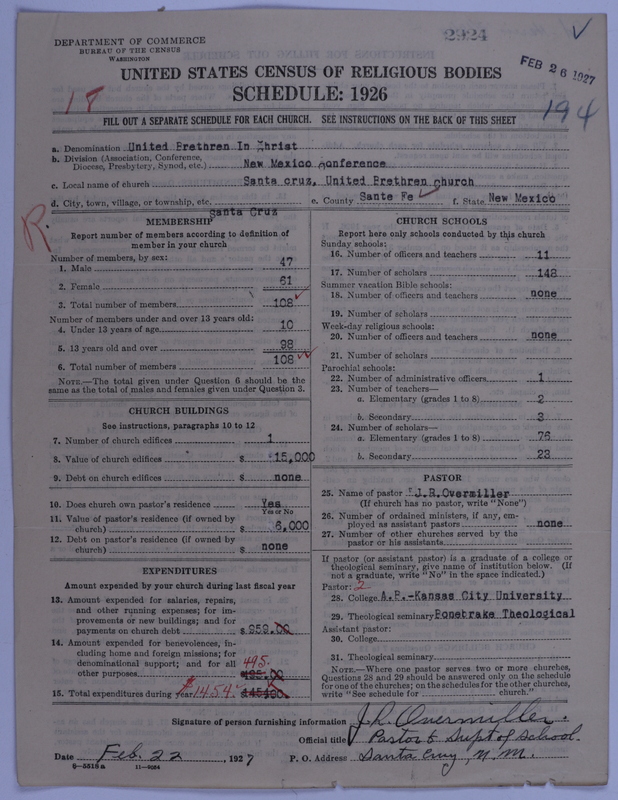 2924
DEPARTMENT OF COMMERCE
BUREAU OF THE CENSUS
WASHINGTON
FEB 26 1927
UNITED STATES CENSUS OF RELIGIOUS BODIES
18
SCHEDULE: 1926
194
FILL OUT A SEPARATE SCHEDULE FOR EACH CHURCH. SEE INSTRUCTIONS ON THE BACK OF THIS SHEET
a. Denomination United Brethren In Christ
b. Division (Association, Conference, Diocese, Presbytery, Synod, etc.) New Mexico Conference
c. Local name of church Santa cruz, United Brethren church
d. City, town, village, or township, etc. Santa Cruz e. County Santa Fe f. State New Mexico
R.
MEMBERSHIP
Report number of members according to definition of
member in your church
Number of members, by sex:
1. Male 47
2. Female 61
3. Total number of members 108
Number of members under and over 13 years old:
4. Under 13 years of age 10
5. 13 years old and over 98
6. Total number of members 108
NOTE.—The total given under Question 6 should be the
same as the total of males and females given under Question 3.
CHURCH BUILDINGS
See instructions, paragraphs 10 to 12
7. Number of church edifices 1
8. Value of church edifices $ 15,000
9. Debt on church edifices $ none
10. Does church own pastor's residence Yes
Yes or No
11. Value of pastor's residence (if owned by
church) $ 6,000
12. Debt on pastor's residence (if owned by
church) $ none
EXPENDITURES
Amount expended by your church during last fiscal year
13. Amount expended for salaries, repairs,
and other running expenses; for im-
provements or new buildings; and for
payments on church debt $ 959.00
14. Amount expended for benevolences, in-
cluding home and foreign missions; for
denominational support; and for all
other purposes 495.
15. Total expenditures during year $1454.
CHURCH SCHOOLS
Report here only schools conducted by this church
Sunday schools:
16. Number of officers and teachers 11
17. Number of scholars 148
Summer vacation Bible schools:
18. Number of officers and teachers none
19. Number of scholars
Week-day religious schools:
20. Number of officers and teachers none
21. Number of scholars
Parochial schools:
22. Number of administrative officers 1
23. Number of teachers—
a. Elementary (grades 1 to 8) 2
b. Secondary 3
24. Number of scholars—
a. Elementary (grades 1 to 8) 76
b. Secondary 23
PASTOR
25. Name of pastor J.R.Overmiller
(If church has no pastor, write "None")
26. Number of ordained ministers, if any, em-
ployed as assistant pastors none
27. Number of other churches served by the
pastor or his assistants
If pastor (or assistant pastor) is a graduate of a college or
theological seminary, give name of institution below. (If
not a graduate, write "No" in the space indicated.)
Pastor: 2
28. College A.B.-Kansas City University
29. Theological seminary Bonebrake Theological
Assistant pastor:
30. College
31. Theological seminary
NOTE.—Where one pastor serves two or more churches,
Questions 28 and 29 should be answered only on the schedule
for one of the churches; on the schedules for the other churches,
write "See schedule for church."
Signature of person furnishing information J.R. Overmiller.
Official title Pastor & Supt of School.
Date Feb. 22, 1927 P. O. Address Santa Cruz, N. M.
8-5518a 11-9084